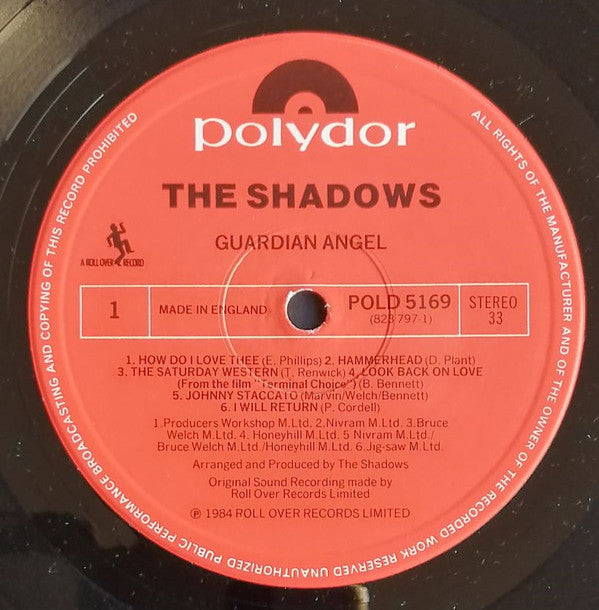 polydor
THE SHADOWS
GUARDIAN ANGEL
A ROLL OVER RECORD
1
MADE IN ENGLAND
POLD 5169
(823 797-1)
STEREO
33
1. HOW DO I LOVE THEE (E. Phillips) 2. HAMMERHEAD (D. Plant)
3. THE SATURDAY WESTERN (T. Renwick) 4. LOOK BACK ON LOVE
(From the film "Terminal Choice") (B. Bennett)
5. JOHNNY STACCATO (Marvin/Welch/Bennett)
6. I WILL RETURN (P. Cordell)
1.Producers Workshop M.Ltd. 2. Nivram M.Ltd. 3.Bruce
Welch M.Ltd. 4. Honeyhill M.Ltd. 5 Nivram M.Ltd./
Bruce Welch M.Ltd./Honeyhill M.Ltd. 6.Jig-saw M.Ltd.
Arranged and Produced by The Shadows
Original Sound Recording made by
Roll Over Records Limited
℗ 1984 ROLL OVER RECORDS LIMITED
ALL RIGHTS OF THE MANUFACTURER AND OF THE OWNER OF THE RECORDED WORK RESERVED UNAUTHORIZED PUBLIC PERFORMANCE BROADCASTING AND COPYING OF THIS RECORD PROHIBITED